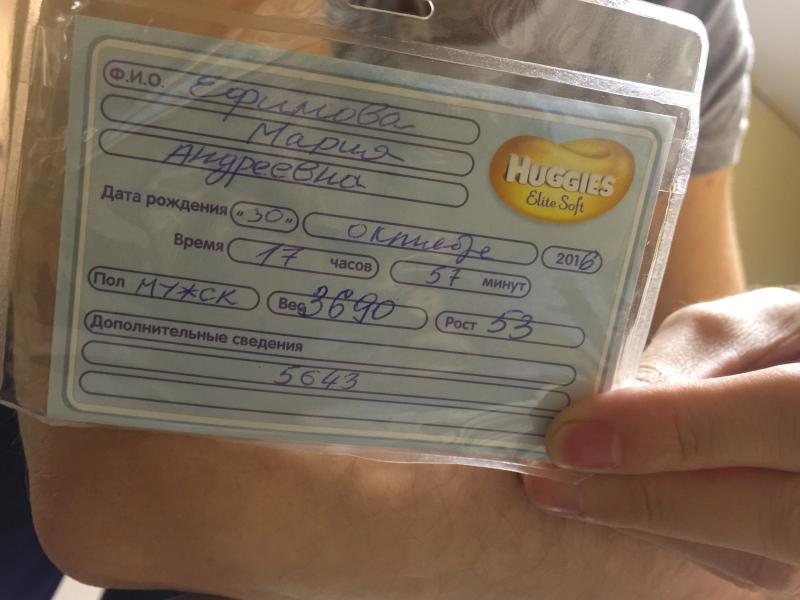 Ф.И.О. Ефимова
Мария
Андреевна
HUGGIES
Elite Soft
Дата рождения "30" октября 2016
Время 17 часов 57 минут
Пол мужск Вес 3690 Рост 53
Дополнительные сведения
5643